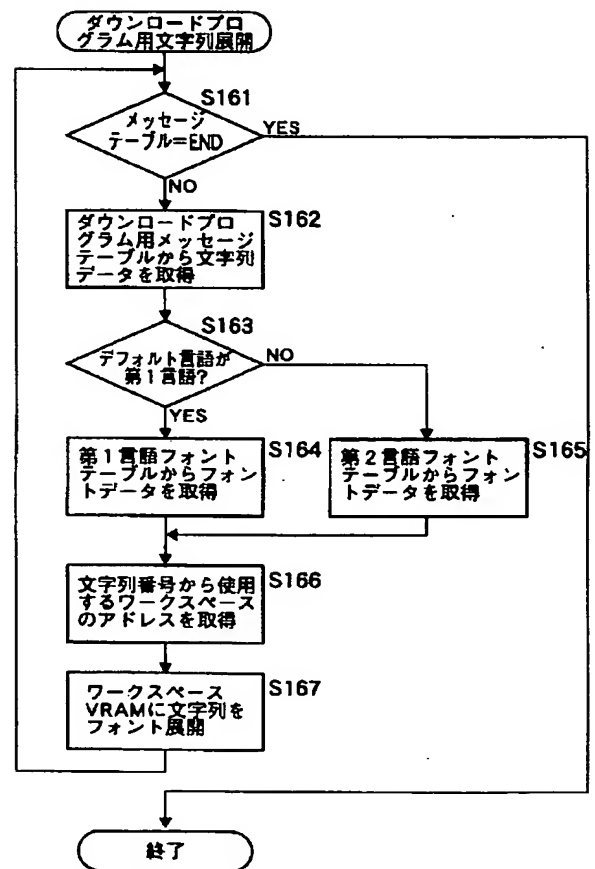 ダウンロードプロ
グラム用文字列展開
S161
メッセージ
テーブル=END
YES
NO
S162
ダウンロードプロ
グラム用メッセージ
テーブルから文字列
データを取得
S163
デフォルト言語が
第1言語?
NO
YES
S164
第1言語フォント
テーブルからフォン
トデータを取得
S165
第2言語フォント
テーブルからフォン
トデータを取得
S166
文字列番号から使用
するワークスペース
のアドレスを取得
S167
ワークスペース
VRAMに文字列を
フォント展開
終了